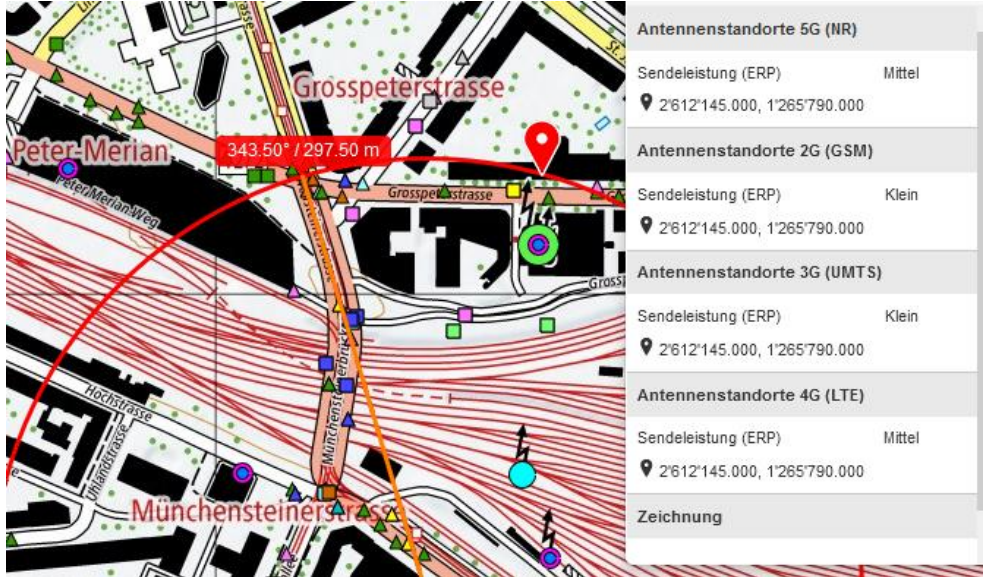 Grosspeterstrasse
Peter-Merian
343.50° / 297.50 m
Peter Merian-Weg
Grosspeterstrasse
Grossp
Münchensteinerbrücke
Hochstrasse
Uhlandstrasse
Münchensteinerstrasse
Antennenstandorte 5G (NR)
Sendeleistung (ERP) Mittel
2'612'145.000, 1'265'790.000
Antennenstandorte 2G (GSM)
Sendeleistung (ERP) Klein
2'612'145.000, 1'265'790.000
Antennenstandorte 3G (UMTS)
Sendeleistung (ERP) Klein
2'612'145.000, 1'265'790.000
Antennenstandorte 4G (LTE)
Sendeleistung (ERP) Mittel
2'612'145.000, 1'265'790.000
Zeichnung